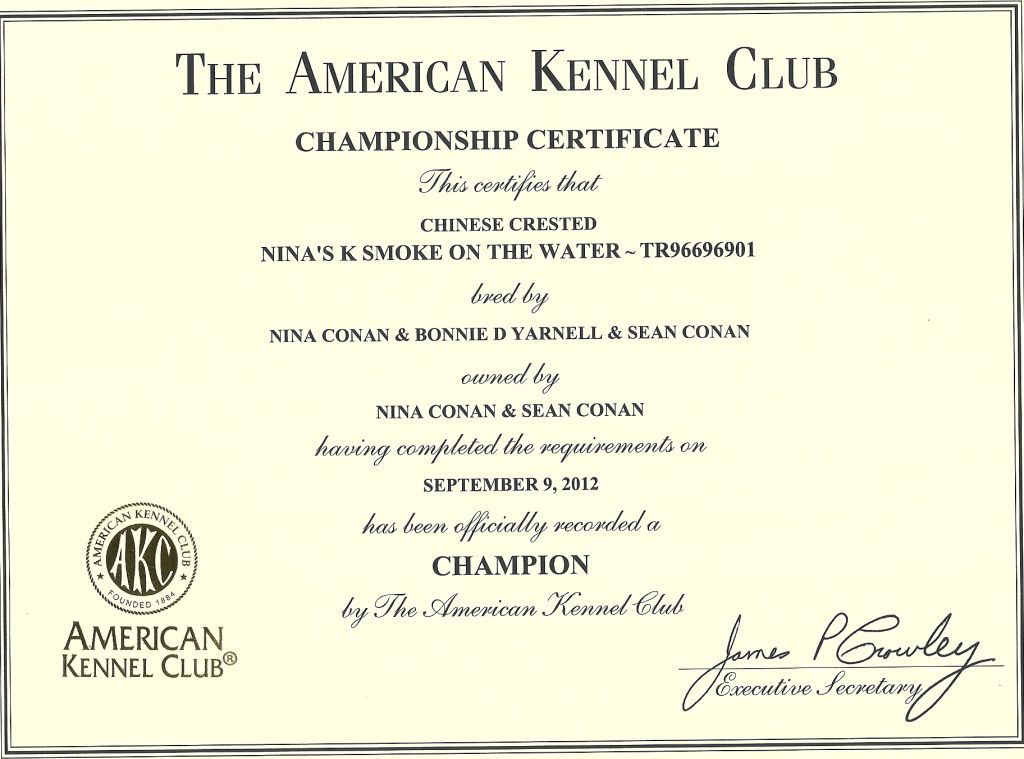 THE AMERICAN KENNEL CLUB
CHAMPIONSHIP CERTIFICATE
This certifies that
CHINESE CRESTED
NINA'S K SMOKE ON THE WATER ~ TR96696901
bred by
NINA CONAN & BONNIE D YARNELL & SEAN CONAN
owned by
NINA CONAN & SEAN CONAN
having completed the requirements on
SEPTEMBER 9, 2012
has been officially recorded a
CHAMPION
by The American Kennel Club
AMERICAN KENNEL CLUB
AKC
FOUNDED 1884
AMERICAN
KENNEL CLUB®
James P Crowley
Executive Secretary